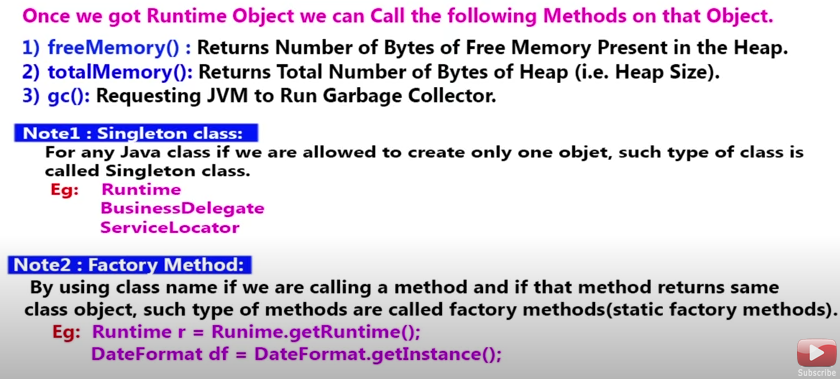 Once we got Runtime Object we can Call the following Methods on that Object.
1) freeMemory() : Returns Number of Bytes of Free Memory Present in the Heap.
2) totalMemory(): Returns Total Number of Bytes of Heap (i.e. Heap Size).
3) gc(): Requesting JVM to Run Garbage Collector.
Note1 : Singleton class:
For any Java class if we are allowed to create only one objet, such type of class is
called Singleton class.
Eg: Runtime
BusinessDelegate
ServiceLocator
Note2 : Factory Method:
By using class name if we are calling a method and if that method returns same
class object, such type of methods are called factory methods(static factory methods).
Eg: Runtime r = Runime.getRuntime();
DateFormat df = DateFormat.getInstance();
Subscribe